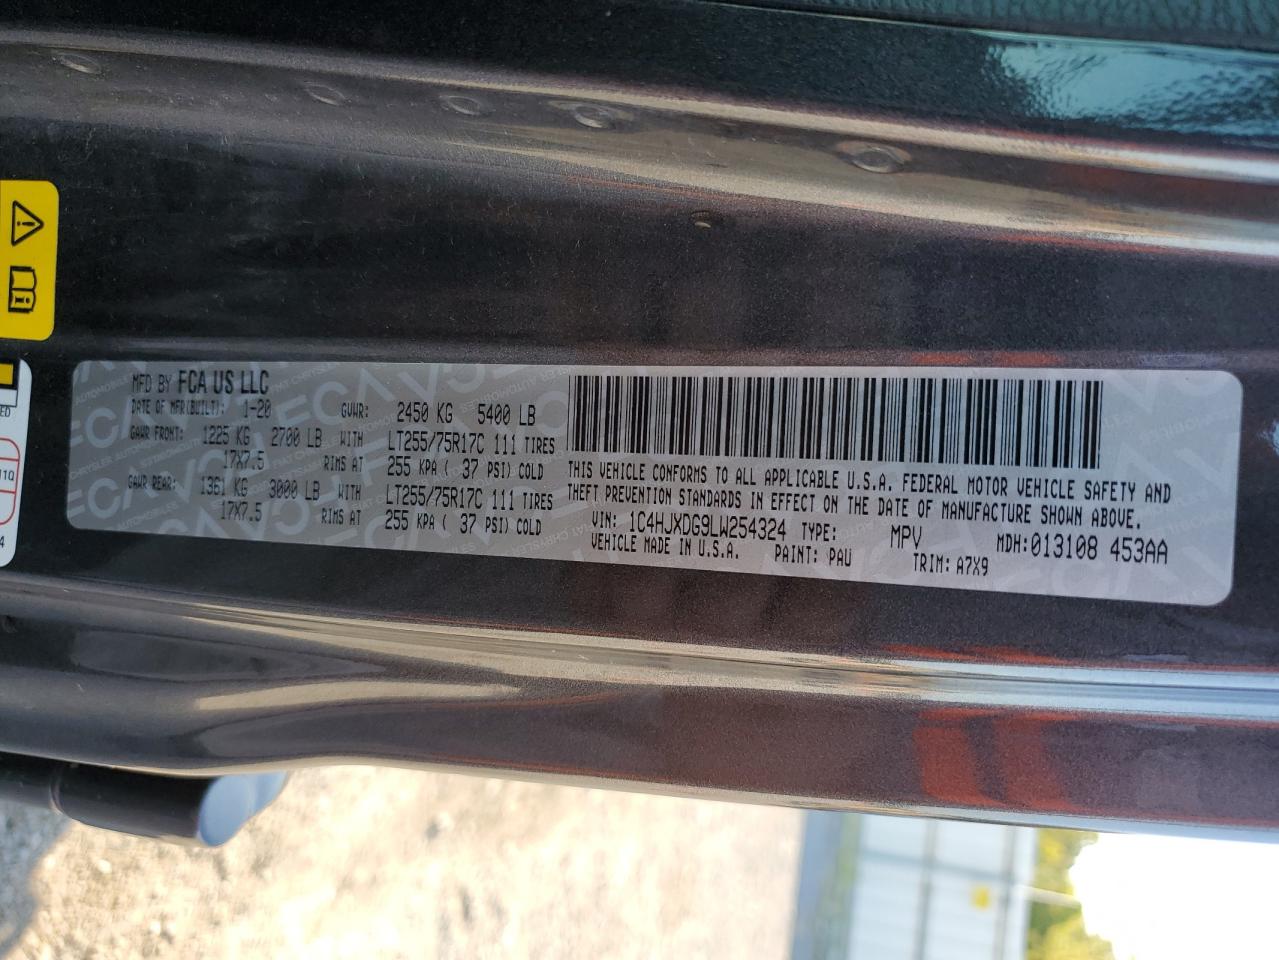 MFD BY FCA US LLC
DATE OF MFR(BUILT): 1-20 GVWR: 2450 KG 5400 LB
GAWR FRONT: 1225 KG 2700 LB WITH LT255/75R17C 111 TIRES
17X7.5 RIMS AT 255 KPA ( 37 PSI) COLD
GAWR REAR: 1361 KG 3000 LB WITH LT255/75R17C 111 TIRES
17X7.5 RIMS AT 255 KPA ( 37 PSI) COLD
THIS VEHICLE CONFORMS TO ALL APPLICABLE U.S.A. FEDERAL MOTOR VEHICLE SAFETY AND
THEFT PREVENTION STANDARDS IN EFFECT ON THE DATE OF MANUFACTURE SHOWN ABOVE.
VIN: 1C4HJXDG9LW254324 TYPE: MPV MDH:013108 453AA
VEHICLE MADE IN U.S.A. PAINT: PAU TRIM: A7X9
110
4